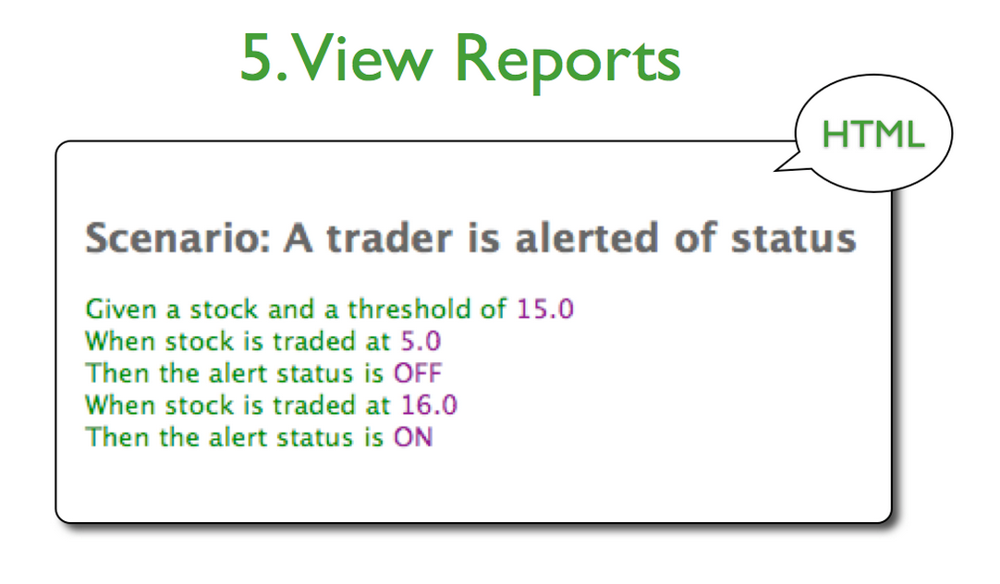 5. View Reports
HTML
Scenario: A trader is alerted of status
Given a stock and a threshold of 15.0
When stock is traded at 5.0
Then the alert status is OFF
When stock is traded at 16.0
Then the alert status is ON